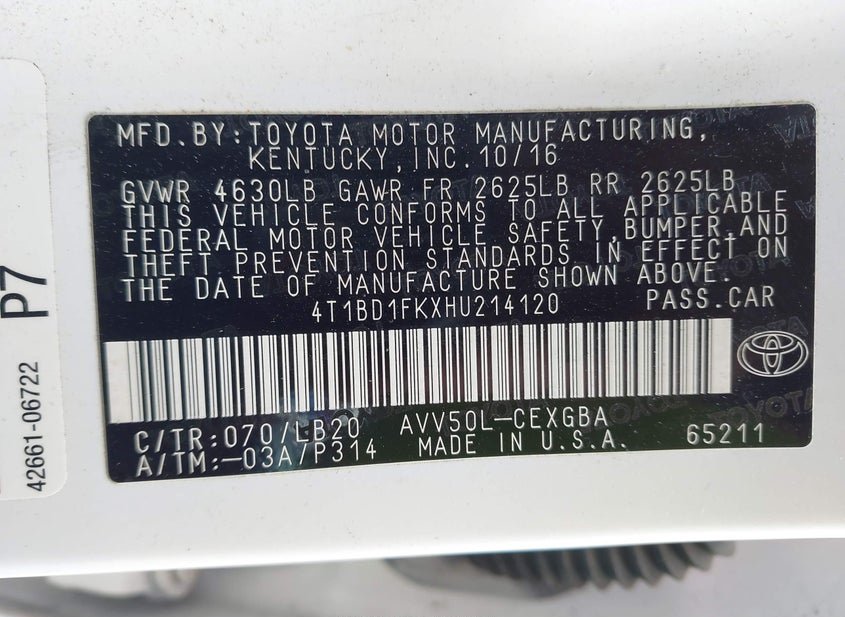 MFD.BY:TOYOTA MOTOR MANUFACTURING,
KENTUCKY,INC.10/16
GVWR 4630LB GAWR FR 2625LB RR 2625LB
THIS VEHICLE CONFORMS TO ALL APPLICABLE
FEDERAL MOTOR VEHICLE SAFETY,BUMPER,AND
THEFT PREVENTION STANDARDS IN EFFECT ON
THE DATE OF MANUFACTURE SHOWN ABOVE.
4T1BD1FKXHU214120 PASS.CAR
C/TR:070/LB20 AVV50L-CEXGBA
A/TM:-03A/P314 MADE IN U.S.A. 65211
P7
42661-06722
TOYOTA